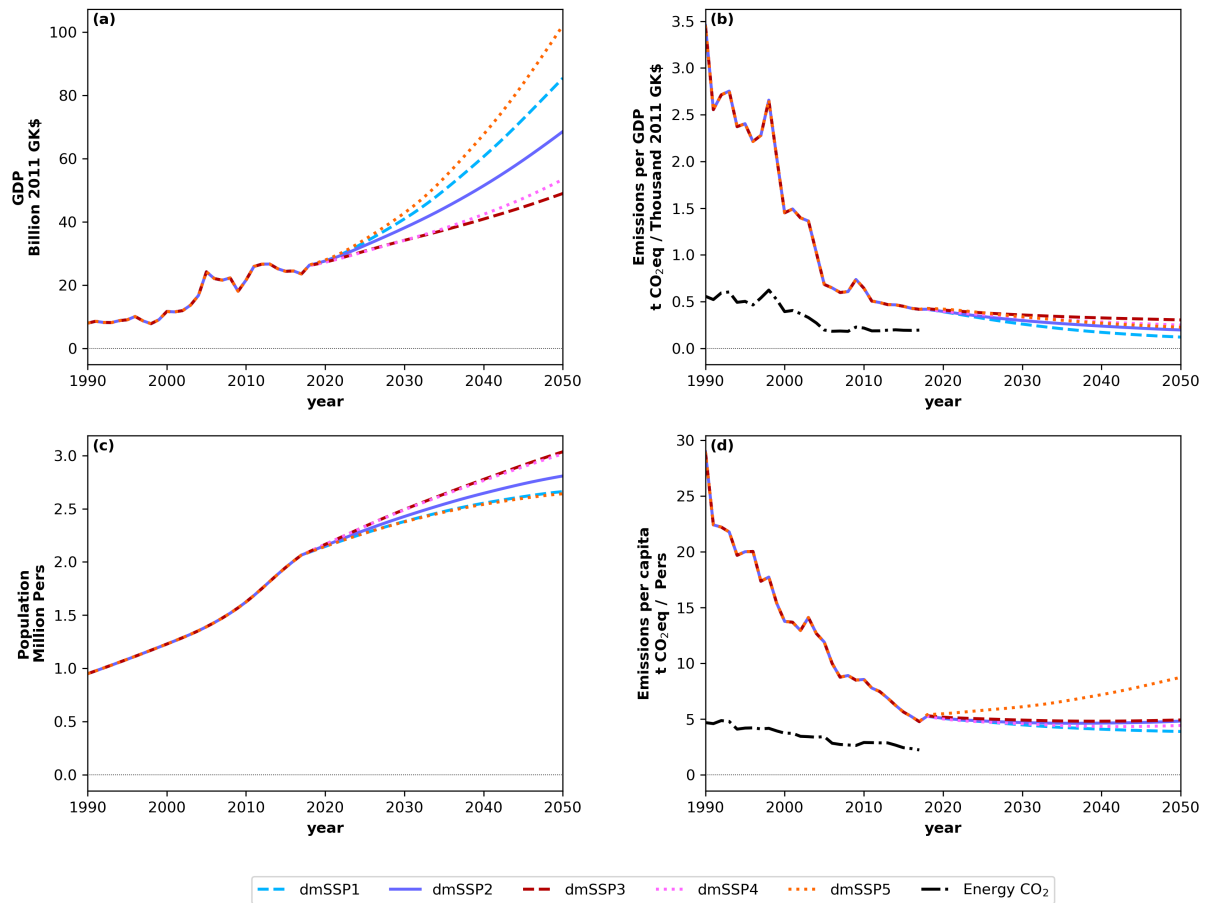 (a)
GDP
Billion 2011 GK$
100
80
60
40
20
0
1990 2000 2010 2020 2030 2040 2050
year
(b)
Emissions per GDP
t CO₂eq / Thousand 2011 GK$
3.5
3.0
2.5
2.0
1.5
1.0
0.5
0.0
1990 2000 2010 2020 2030 2040 2050
year
(c)
Population
Million Pers
3.0
2.5
2.0
1.5
1.0
0.5
0.0
1990 2000 2010 2020 2030 2040 2050
year
(d)
Emissions per capita
t CO₂eq / Pers
30
25
20
15
10
5
0
1990 2000 2010 2020 2030 2040 2050
year
dmSSP1 dmSSP2 dmSSP3 dmSSP4 dmSSP5 Energy CO₂